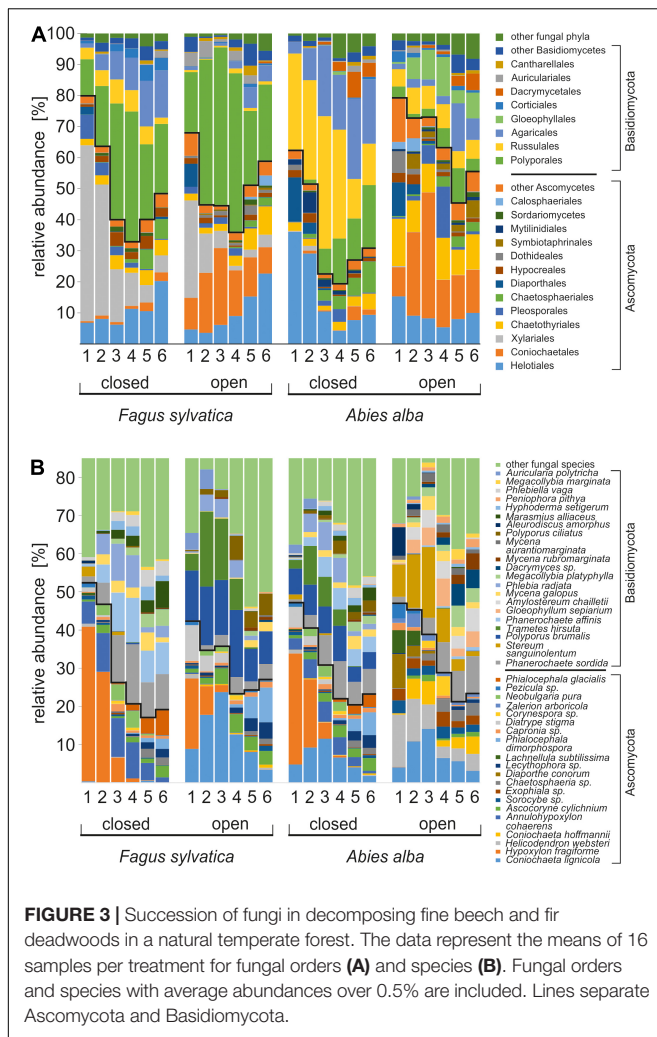 A
100
90
80
70
60
50
40
30
20
10
relative abundance [%]
1 2 3 4 5 6
1 2 3 4 5 6
1 2 3 4 5 6
1 2 3 4 5 6
closed
open
closed
open
Fagus sylvatica
Abies alba
other fungal phyla
other Basidiomycetes
Cantharellales
Auriculariales
Dacrymycetales
Corticiales
Gloeophyllales
Agaricales
Russulales
Polyporales
Basidiomycota
other Ascomycetes
Calosphaeriales
Sordariomycetes
Mytilinidiales
Symbiotaphrinales
Dothideales
Hypocreales
Diaporthales
Chaetosphaeriales
Pleosporales
Chaetothyriales
Xylariales
Coniochaetales
Helotiales
Ascomycota
B
80
70
60
50
40
30
20
10
relative abundance [%]
1 2 3 4 5 6
1 2 3 4 5 6
1 2 3 4 5 6
1 2 3 4 5 6
closed
open
closed
open
Fagus sylvatica
Abies alba
other fungal species
Auricularia polytricha
Megacollybia marginata
Phlebiella vaga
Peniophora pithya
Hyphoderma setigerum
Marasmius alliaceus
Aleurodiscus amorphus
Polyporus ciliatus
Mycena
aurantiomarginata
Mycena rubromarginata
Dacrymyces sp.
Megacollybia platyphylla
Phlebia radiata
Mycena galopus
Amylostereum chailletii
Gloeophyllum sepiarium
Phanerochaete affinis
Trametes hirsuta
Polyporus brumalis
Stereum
sanguinolentum
Phanerochaete sordida
Basidiomycota
Phialocephala glacialis
Pezicula sp.
Neobulgaria pura
Zalerion arboricola
Corynespora sp.
Diatrype stigma
Capronia sp.
Phialocephala
dimorphospora
Lachnellula subtilissima
Lecythophora sp.
Diaporthe conorum
Chaetosphaeria sp.
Exophiala sp.
Sorocybe sp.
Ascocoryne cylichnium
Annulohypoxylon
cohaerens
Coniochaeta hoffmannii
Helicodendron websteri
Hypoxylon fragiforme
Coniochaeta lignicola
Ascomycota
FIGURE 3 | Succession of fungi in decomposing fine beech and fir
deadwoods in a natural temperate forest. The data represent the means of 16
samples per treatment for fungal orders (A) and species (B). Fungal orders
and species with average abundances over 0.5% are included. Lines separate
Ascomycota and Basidiomycota.